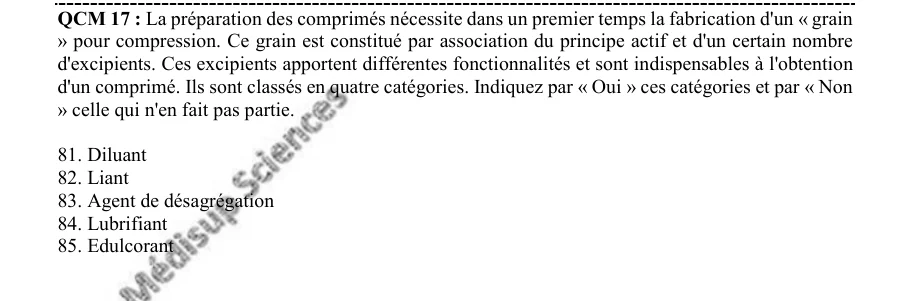 QCM 17 : La préparation des comprimés nécessite dans un premier temps la fabrication d'un « grain
» pour compression. Ce grain est constitué par association du principe actif et d'un certain nombre
d'excipients. Ces excipients apportent différentes fonctionnalités et sont indispensables à l'obtention
d'un comprimé. Ils sont classés en quatre catégories. Indiquez par « Oui » ces catégories et par « Non
» celle qui n'en fait pas partie.
81. Diluant
82. Liant
83. Agent de désagrégation
84. Lubrifiant
85. Edulcorant
Médisup Sciences